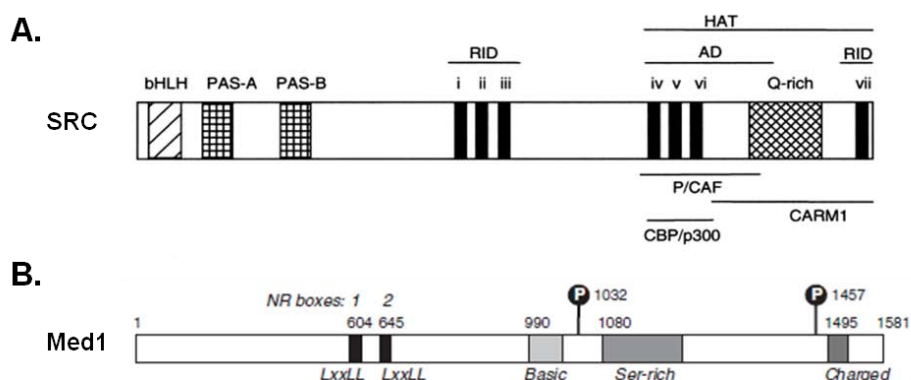 A.
HAT
RID AD RID
bHLH PAS-A PAS-B i ii iii iv v vi Q-rich vii
SRC
P/CAF
CARM1
CBP/p300
B.
NR boxes: 1 2 P 1032 P 1457
1 604 645 990 1080 1495 1581
Med1
LxxLL LxxLL Basic Ser-rich Charged